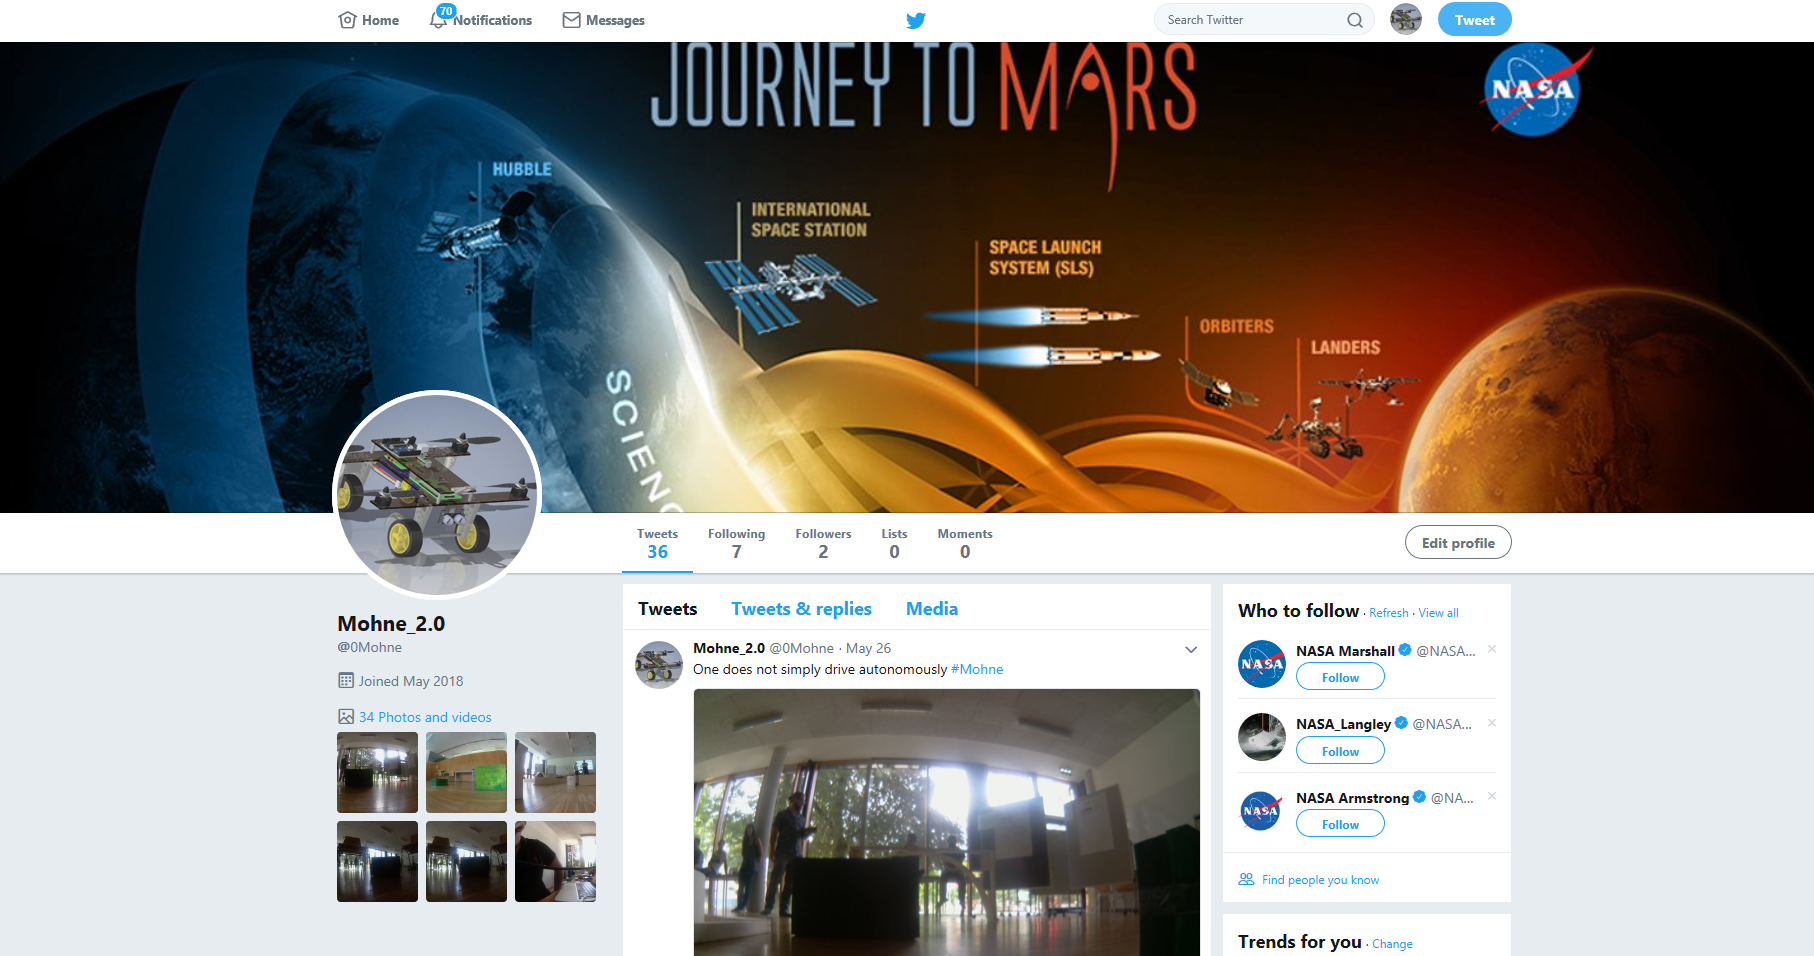 Home
70
Notifications
Messages
Search Twitter
Tweet
JOURNEY TO MARS
NASA
HUBBLE
INTERNATIONAL
SPACE STATION
SPACE LAUNCH
SYSTEM (SLS)
ORBITERS
LANDERS
SCIENC
Tweets
36
Following
7
Followers
2
Lists
0
Moments
0
Edit profile
Mohne_2.0
@0Mohne
Joined May 2018
34 Photos and videos
Tweets
Tweets & replies
Media
Mohne_2.0 @0Mohne · May 26
One does not simply drive autonomously #Mohne
Who to follow · Refresh · View all
NASA
NASA Marshall @NASA...
Follow
NASA_Langley @NASA...
Follow
NASA
NASA Armstrong @NA...
Follow
Find people you know
Trends for you · Change